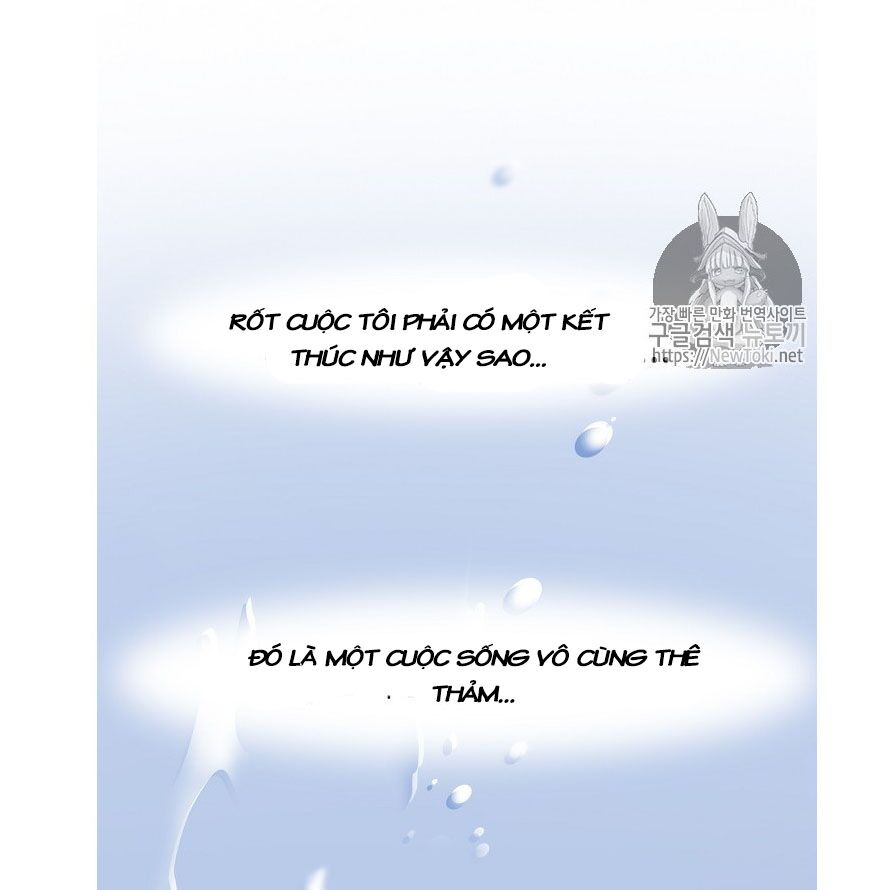 RỐT CUỘC TÔI PHẢI CÓ MỘT KẾT
THÚC NHƯ VẬY SAO...
가장 빠른 만화 번역사이트
구글검색 뉴토끼
https://NewToki.net
ĐÓ LÀ MỘT CUỘC SỐNG VÔ CÙNG THÊ
THẢM...